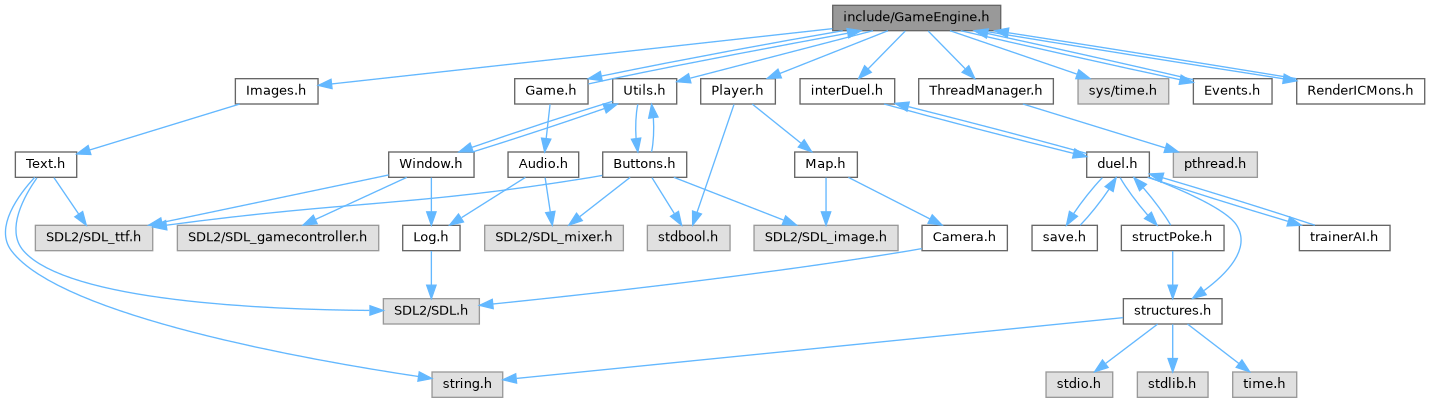 include/GameEngine.h
Images.h
Game.h
Utils.h
Player.h
interDuel.h
ThreadManager.h
sys/time.h
Events.h
RenderICMons.h
Text.h
Window.h
Audio.h
Buttons.h
Map.h
duel.h
pthread.h
SDL2/SDL_ttf.h
SDL2/SDL_gamecontroller.h
Log.h
SDL2/SDL_mixer.h
stdbool.h
SDL2/SDL_image.h
Camera.h
save.h
structPoke.h
trainerAI.h
SDL2/SDL.h
structures.h
string.h
stdio.h
stdlib.h
time.h